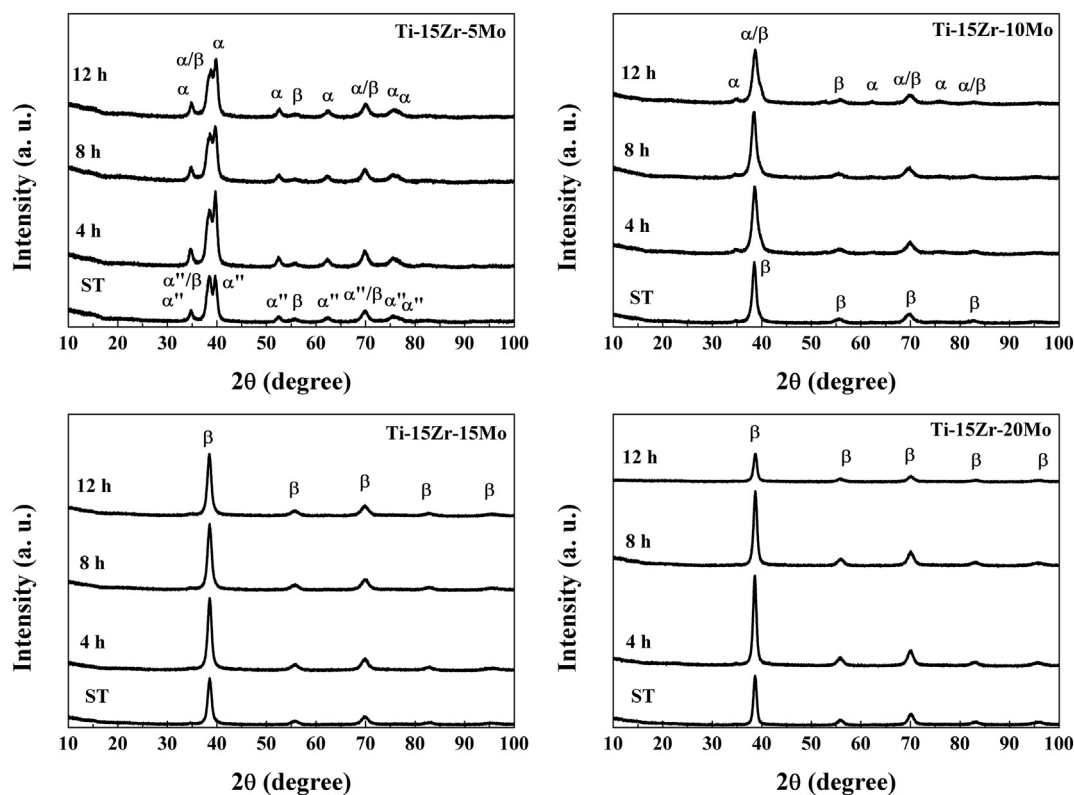 Ti-15Zr-5Mo
α
α/β
12 h
α
α
β
α
α/β
α
α
8 h
4 h
α"/β
α"
ST
α"
α"
β
α"
α"/β
α"
α"
10 20 30 40 50 60 70 80 90 100
2θ (degree)
Intensity (a. u.)
Ti-15Zr-10Mo
α/β
12 h
α
β
α
α/β
α
α/β
8 h
4 h
ST
β
β
β
β
10 20 30 40 50 60 70 80 90 100
2θ (degree)
Intensity (a. u.)
Ti-15Zr-15Mo
β
12 h
β
β
β
β
8 h
4 h
ST
10 20 30 40 50 60 70 80 90 100
2θ (degree)
Intensity (a. u.)
Ti-15Zr-20Mo
β
12 h
β
β
β
β
8 h
4 h
ST
10 20 30 40 50 60 70 80 90 100
2θ (degree)
Intensity (a. u.)